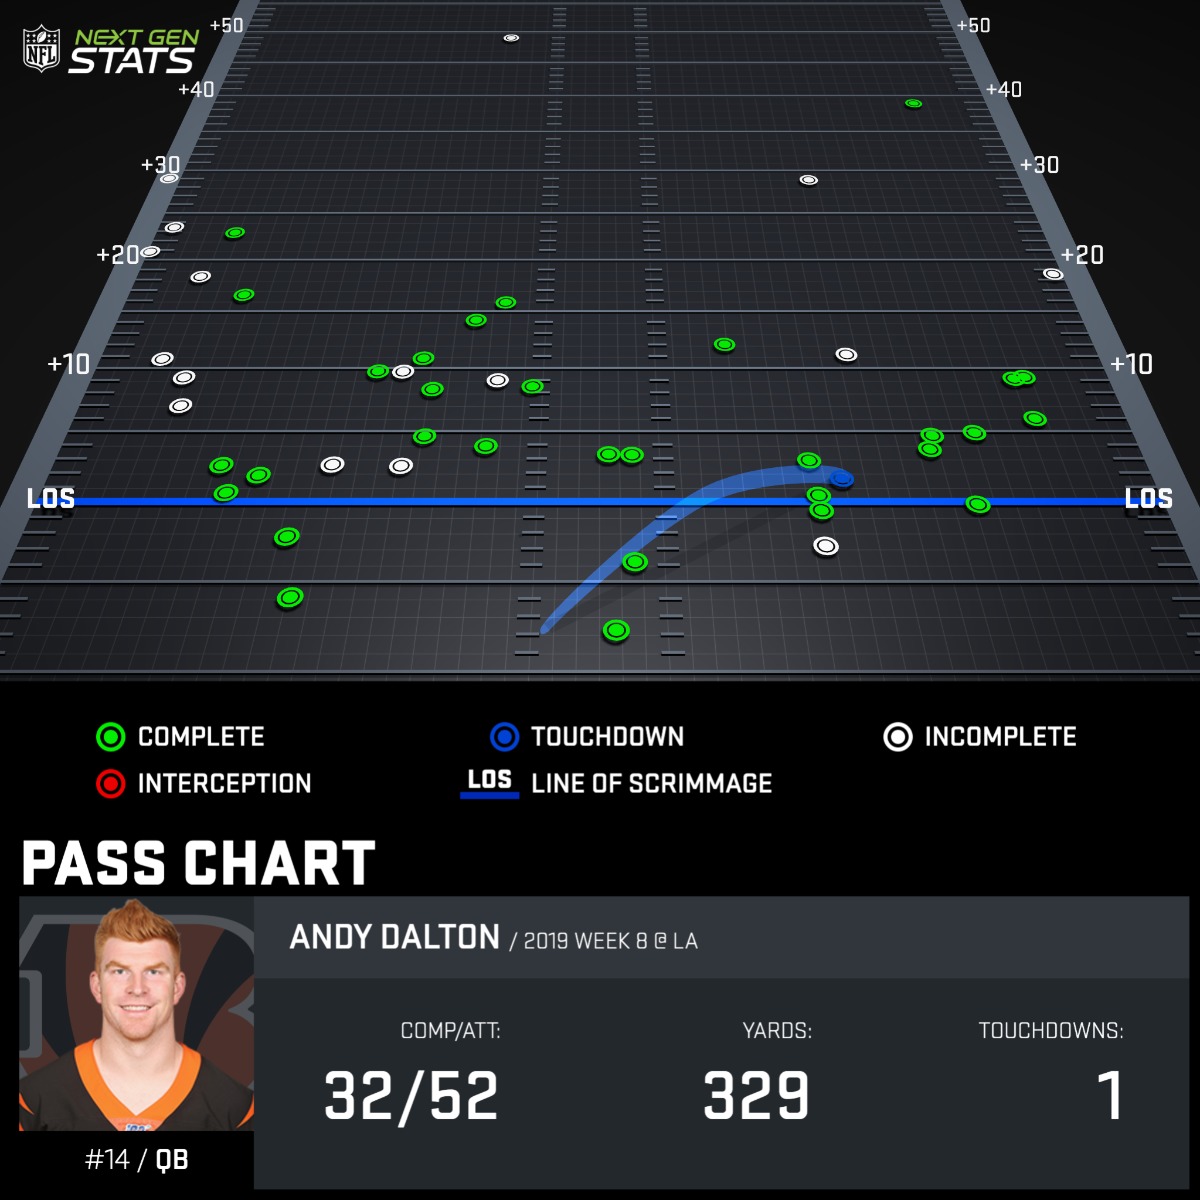 NFL NEXT GEN STATS
+50 +50
+40 +40
+30 +30
+20 +20
+10 +10
LOS LOS
COMPLETE TOUCHDOWN INCOMPLETE
INTERCEPTION LOS LINE OF SCRIMMAGE
PASS CHART
ANDY DALTON / 2019 WEEK 8 @ LA
COMP/ATT: YARDS: TOUCHDOWNS:
32/52 329 1
#14 / QB